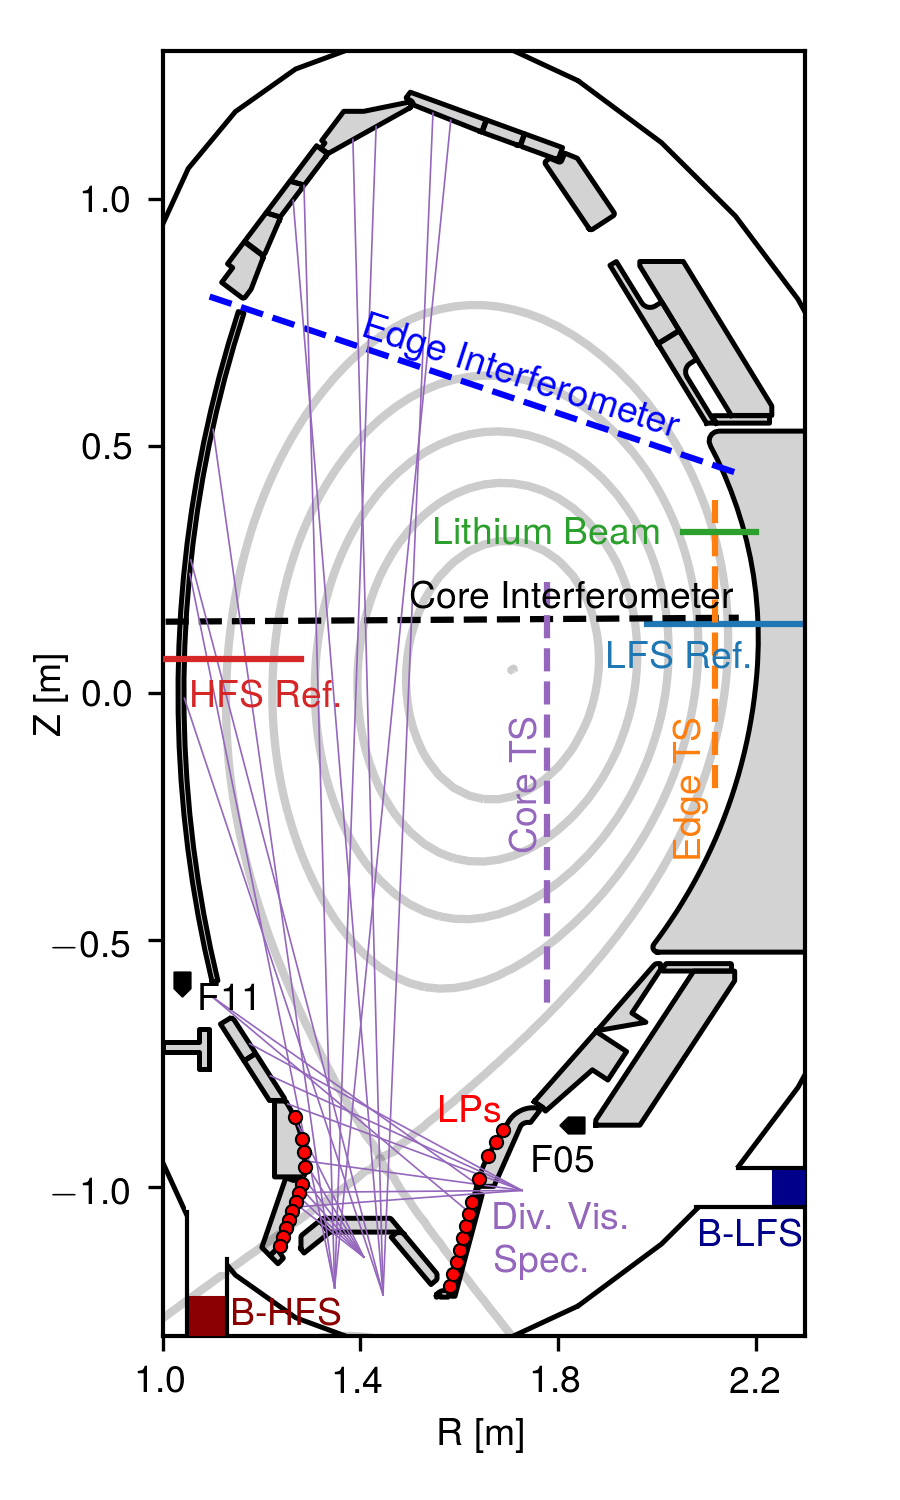 1.0
Edge Interferometer
0.5
Lithium Beam
Core Interferometer
LFS Ref.
HFS Ref.
Z [m]
0.0
Core TS
Edge TS
−0.5
F11
LPs
F05
−1.0
Div. Vis.
Spec.
B-LFS
B-HFS
1.0 1.4 1.8 2.2
R [m]